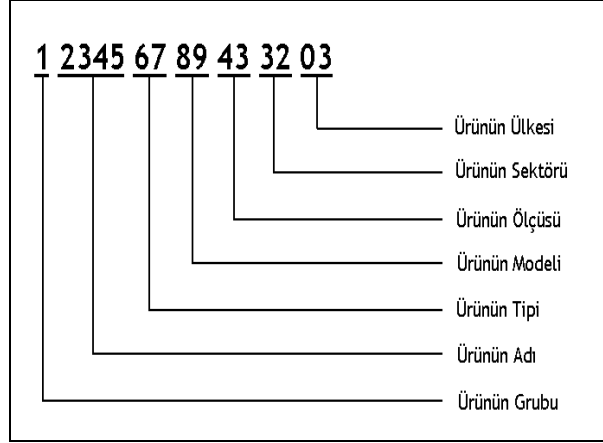 1 2345 67 89 43 32 03
Ürünün Ülkesi
Ürünün Sektörü
Ürünün Ölçüsü
Ürünün Modeli
Ürünün Tipi
Ürünün Adı
Ürünün Grubu